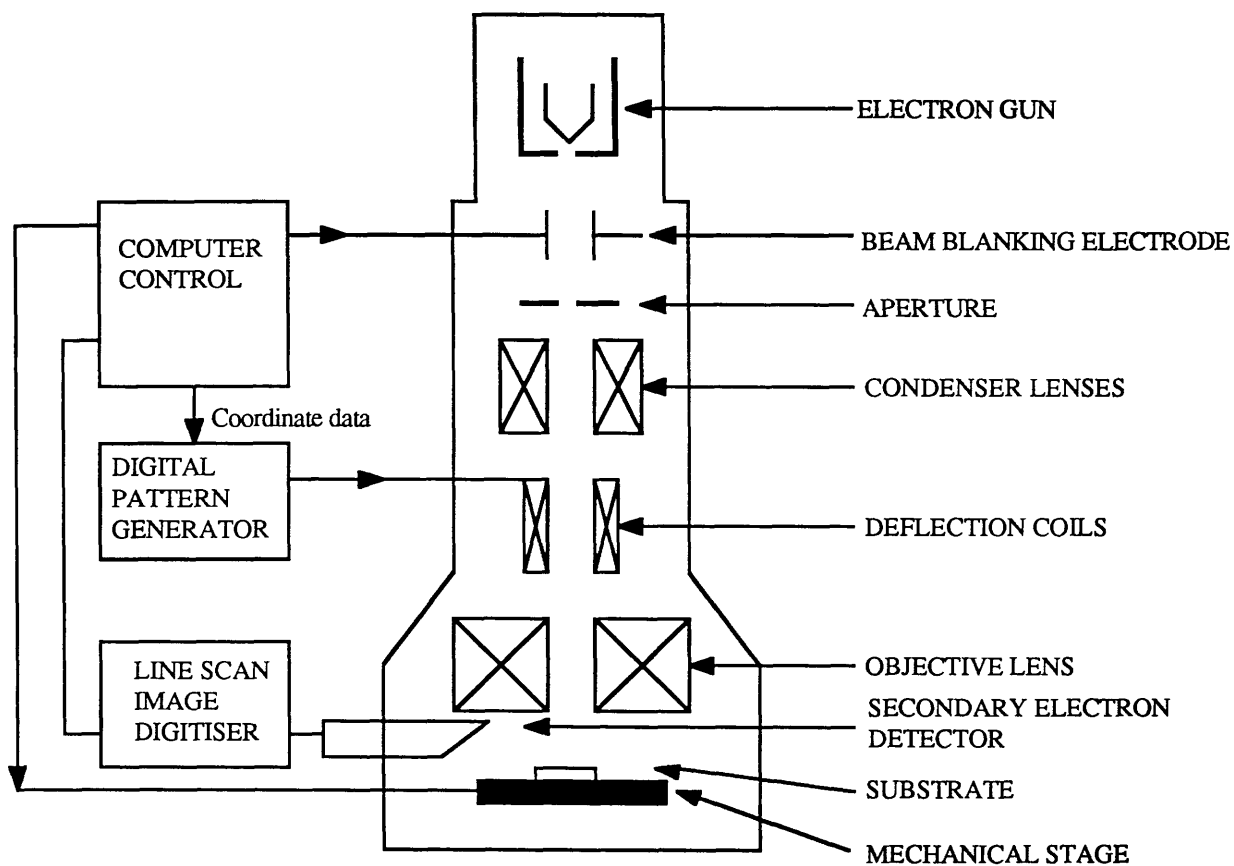 ELECTRON GUN
COMPUTER
CONTROL
BEAM BLANKING ELECTRODE
APERTURE
CONDENSER LENSES
Coordinate data
DIGITAL
PATTERN
GENERATOR
DEFLECTION COILS
LINE SCAN
IMAGE
DIGITISER
OBJECTIVE LENS
SECONDARY ELECTRON
DETECTOR
SUBSTRATE
MECHANICAL STAGE